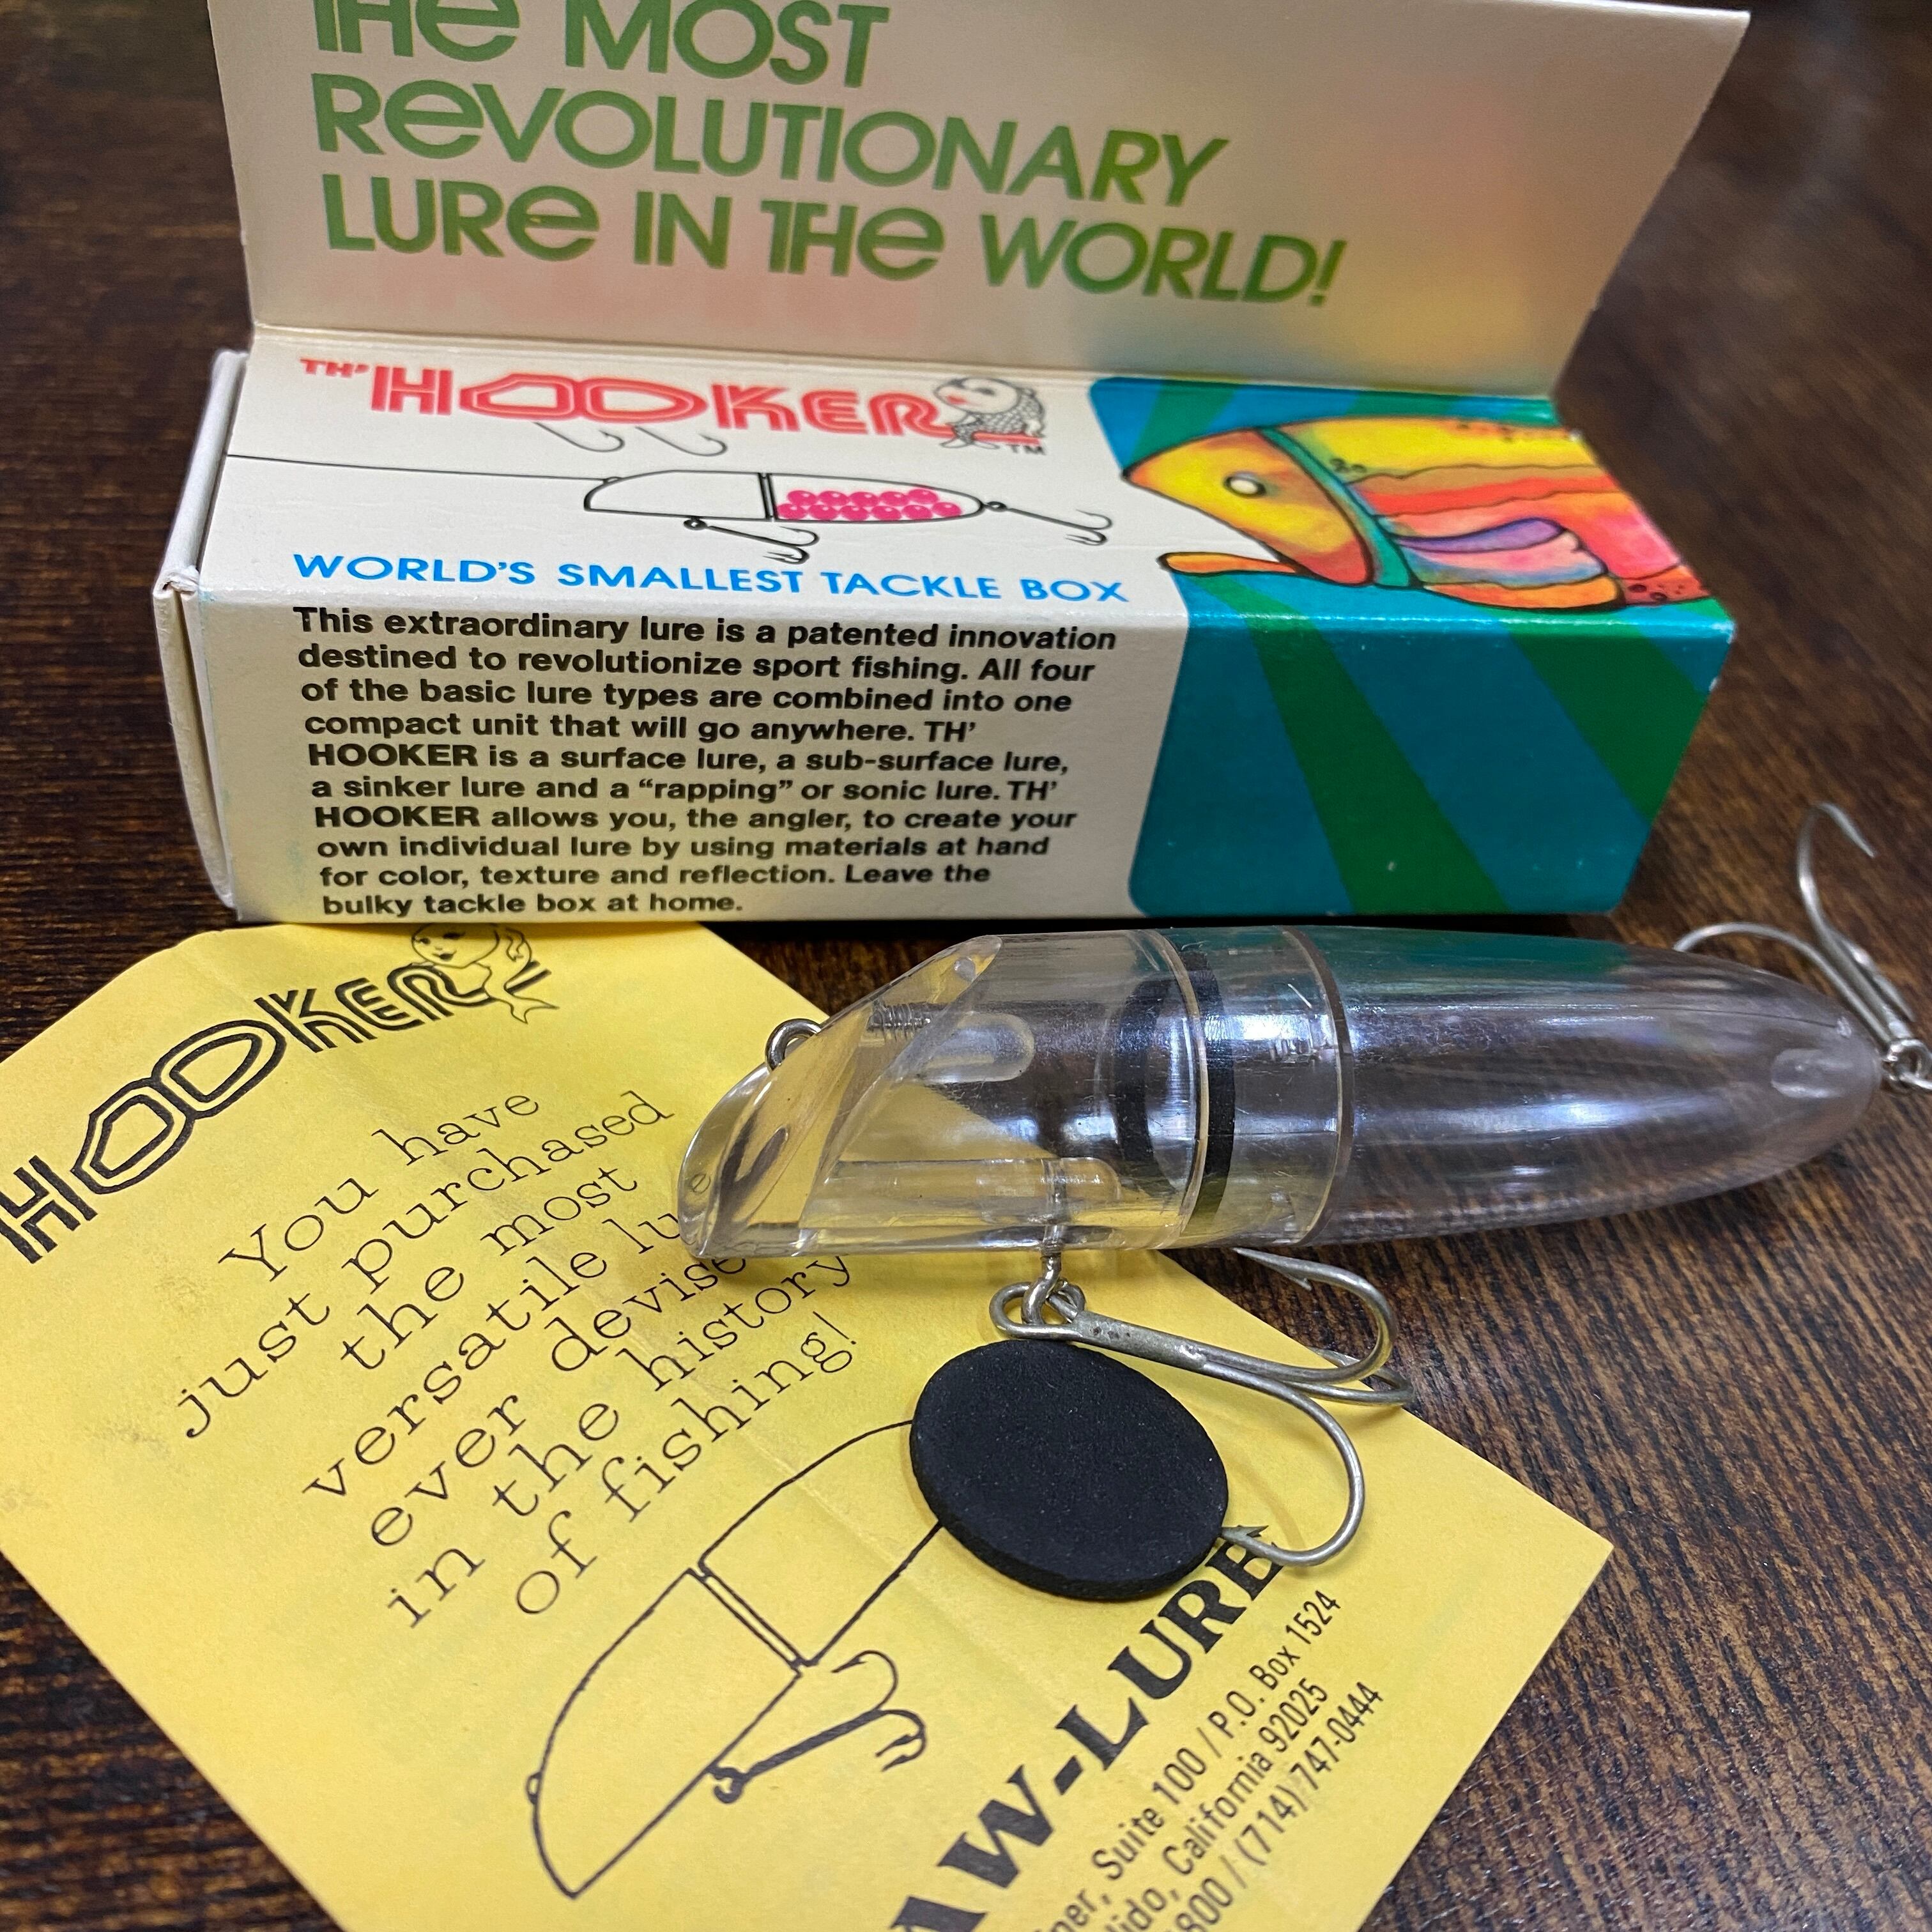 THE MOST
REVOLUTIONARY
LURE IN THE WORLD!
TH' HOOKER
TM
WORLD'S SMALLEST TACKLE BOX
This extraordinary lure is a patented innovation
destined to revolutionize sport fishing. All four
of the basic lure types are combined into one
compact unit that will go anywhere. TH'
HOOKER is a surface lure, a sub-surface lure,
a sinker lure and a “rapping” or sonic lure. TH'
HOOKER allows you, the angler, to create your
own individual lure by using materials at hand
for color, texture and reflection. Leave the
bulky tackle box at home.
HOOKER
You have
just purchased
the most
versatile lu
ever devise
in the history
of fishing!
AW-LURE
Suite 100 / P.O. Box 1524
California 92025
800 / (714) 747-0444